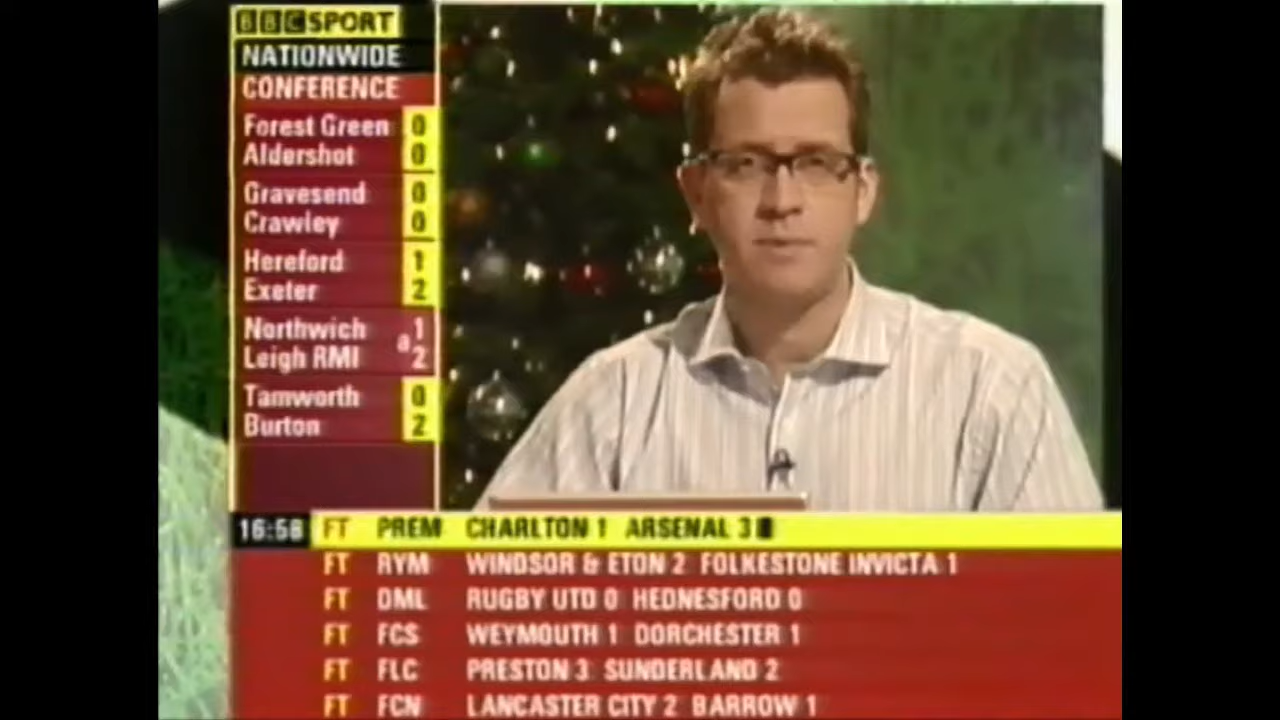 BBC SPORT
NATIONWIDE
CONFERENCE
Forest Green 0
Aldershot 0
Gravesend 0
Crawley 0
Hereford 1
Exeter 2
Northwich a 1
Leigh RMI 2
Tamworth 0
Burton 2
16:58 FT PREM CHARLTON 1 ARSENAL 3
FT RYM WINDSOR & ETON 2 FOLKESTONE INVICTA 1
FT DML RUGBY UTD 0 HEDNESFORD 0
FT FCS WEYMOUTH 1 DORCHESTER 1
FT FLC PRESTON 3 SUNDERLAND 2
FT FCN LANCASTER CITY 2 BARROW 1